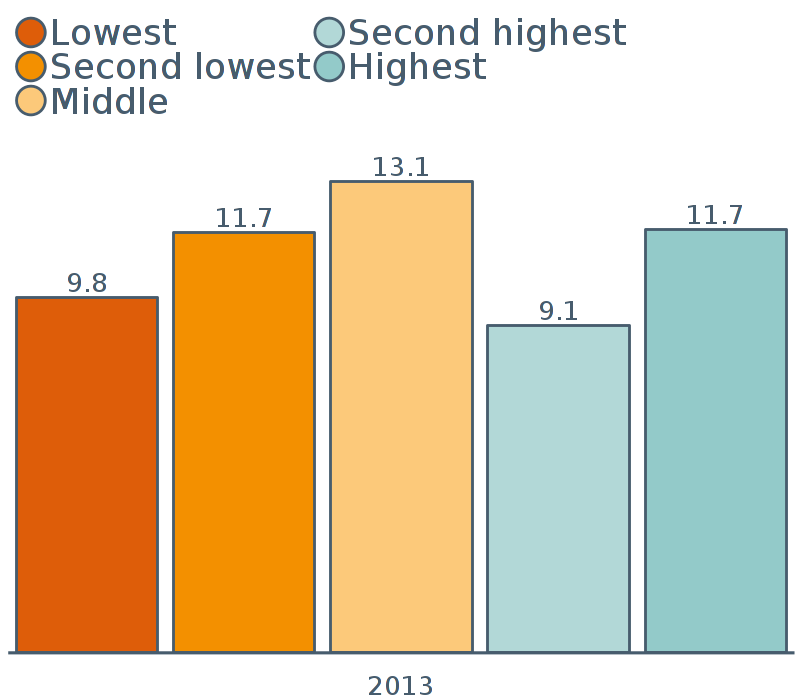 Lowest
Second lowest
Middle
Second highest
Highest
13.1
11.7
11.7
9.8
9.1
2013